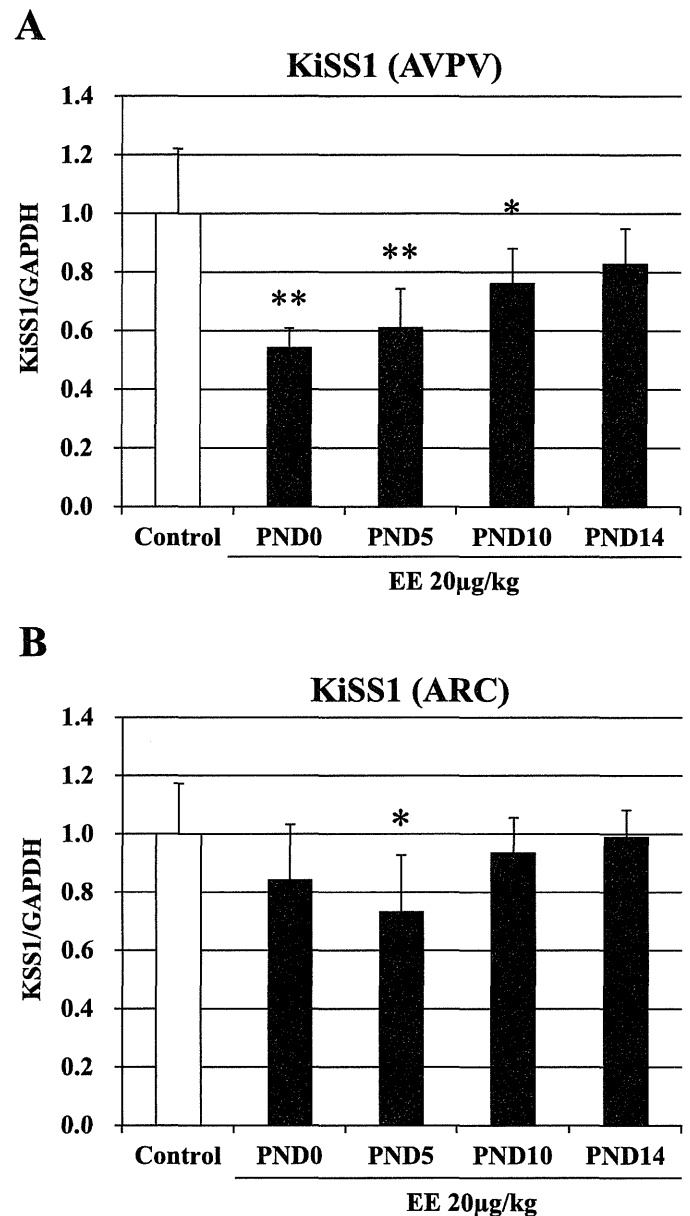 A
KiSS1 (AVPV)
KiSS1/GAPDH
1.4
1.2
1.0
0.8
0.6
0.4
0.2
0.0
**
**
*
Control PND0 PND5 PND10 PND14
EE 20µg/kg
B
KiSS1 (ARC)
KSS1/GAPDH
1.4
1.2
1.0
0.8
0.6
0.4
0.2
0.0
*
Control PND0 PND5 PND10 PND14
EE 20µg/kg